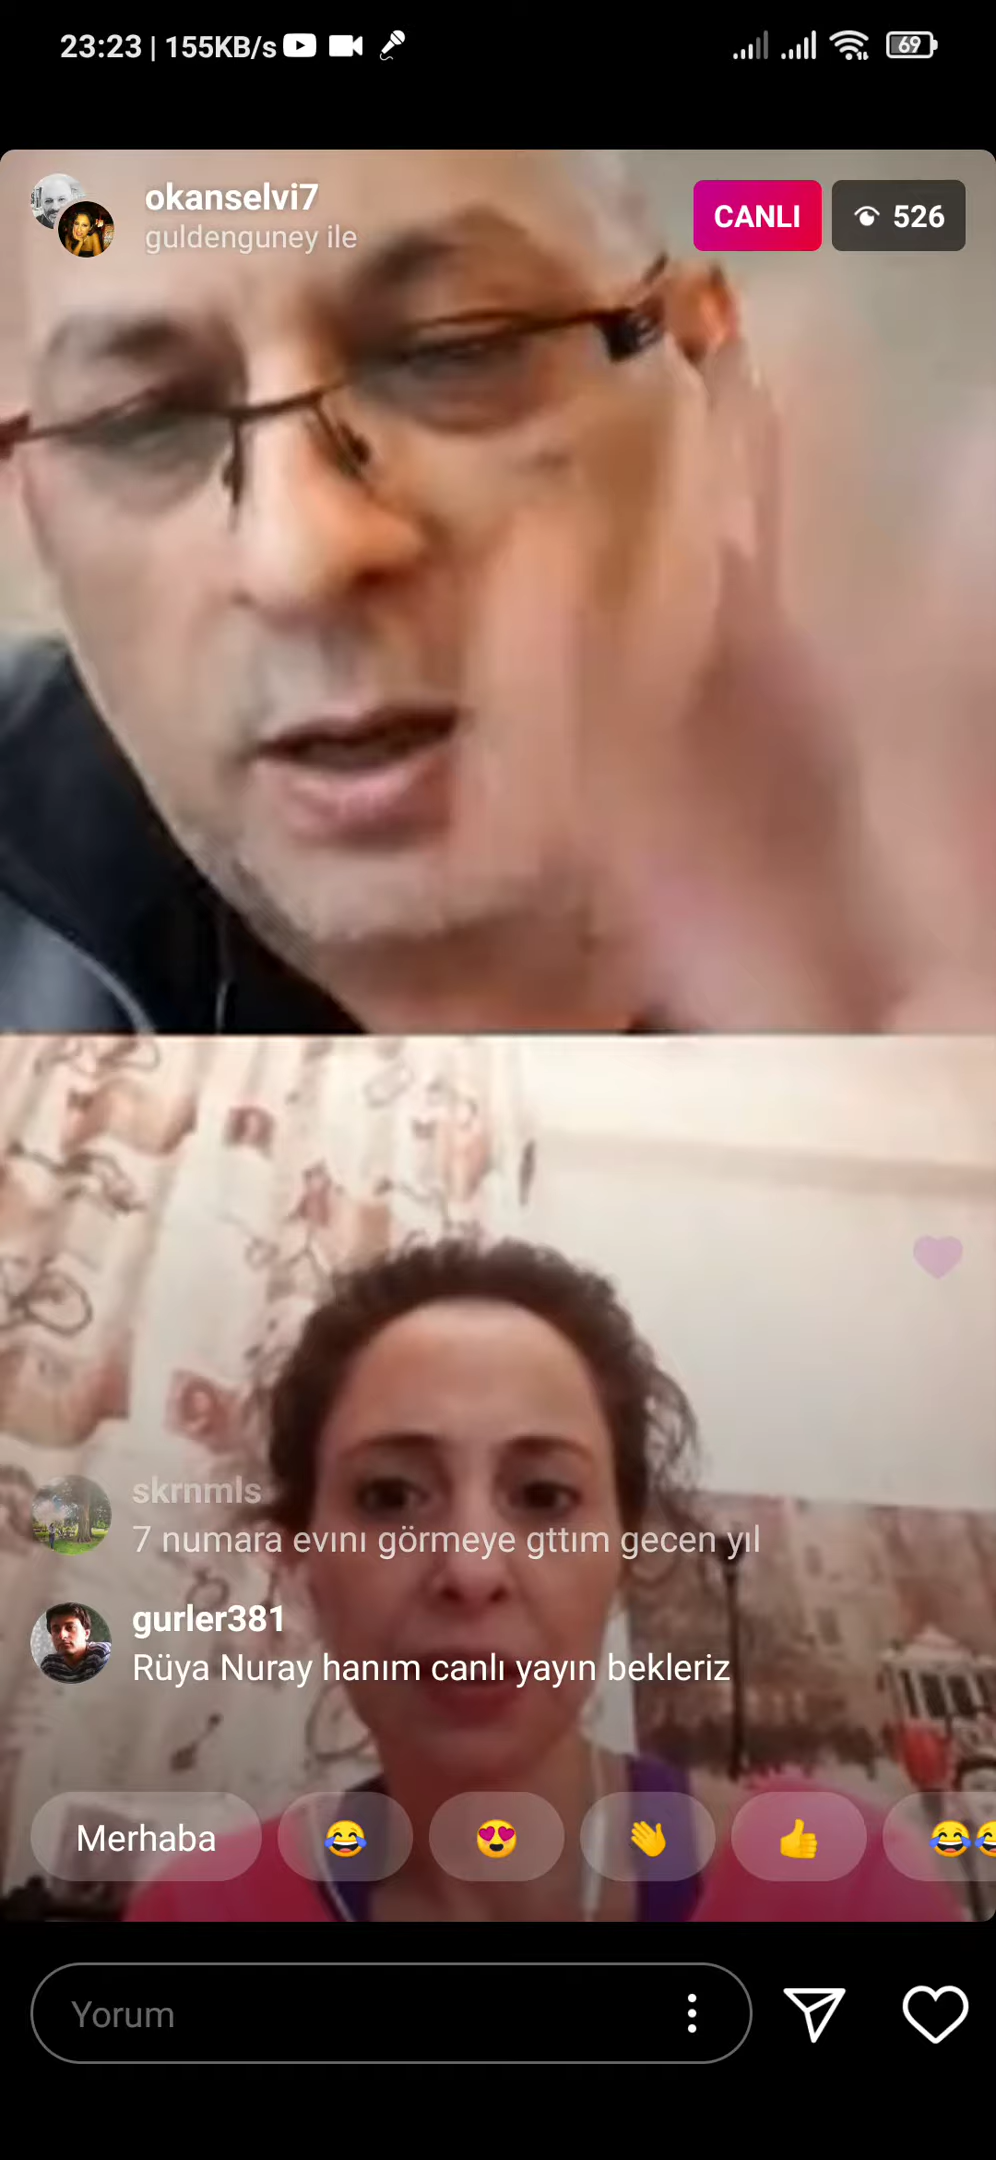 23:23 | 155KB/s
69
okanselvi7
guldenguney ile
CANLI
526
skrnmls
7 numara evını görmeye gttım gecen yıl
gurler381
Rüya Nuray hanım canlı yayın bekleriz
Merhaba 😂 😍 👋 👍 😂😂
Yorum